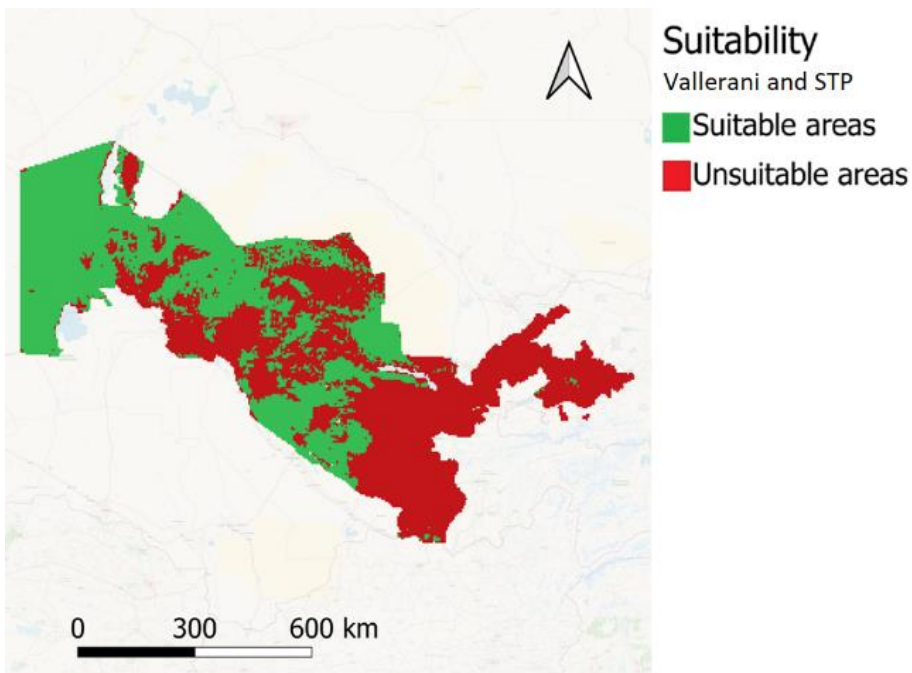 Suitability
Vallerani and STP
Suitable areas
Unsuitable areas
0 300 600 km